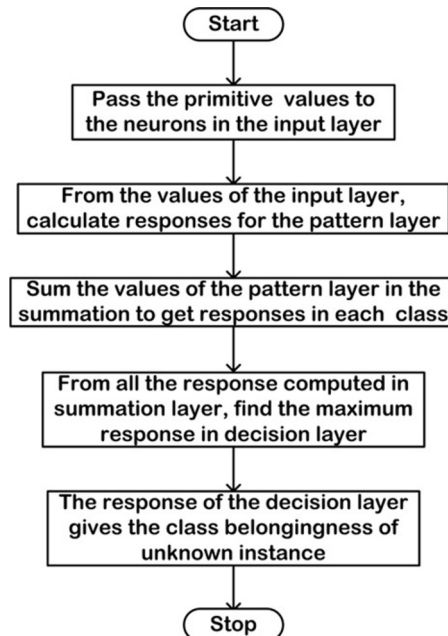 Start
Pass the primitive values to
the neurons in the input layer
From the values of the input layer,
calculate responses for the pattern layer
Sum the values of the pattern layer in the
summation to get responses in each class
From all the response computed in
summation layer, find the maximum
response in decision layer
The response of the decision layer
gives the class belongingness of
unknown instance
Stop